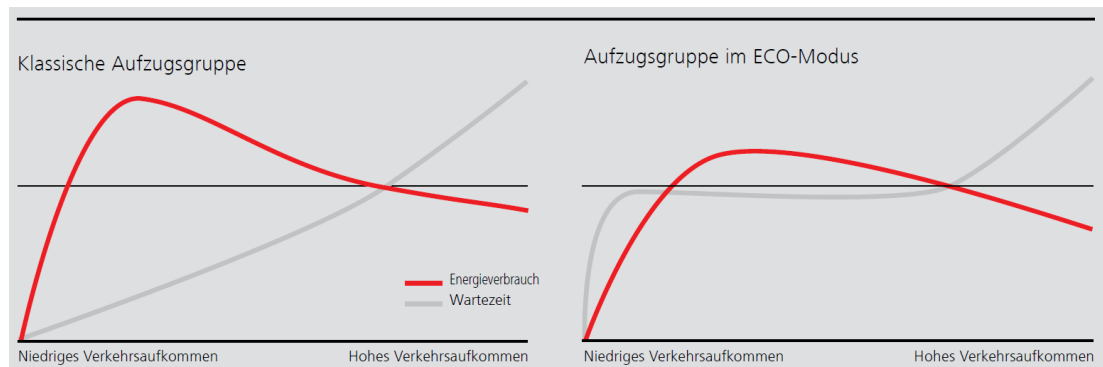 Klassische Aufzugsgruppe
Aufzugsgruppe im ECO-Modus
Energieverbrauch
Wartezeit
Niedriges Verkehrsaufkommen
Hohes Verkehrsaufkommen
Niedriges Verkehrsaufkommen
Hohes Verkehrsaufkommen